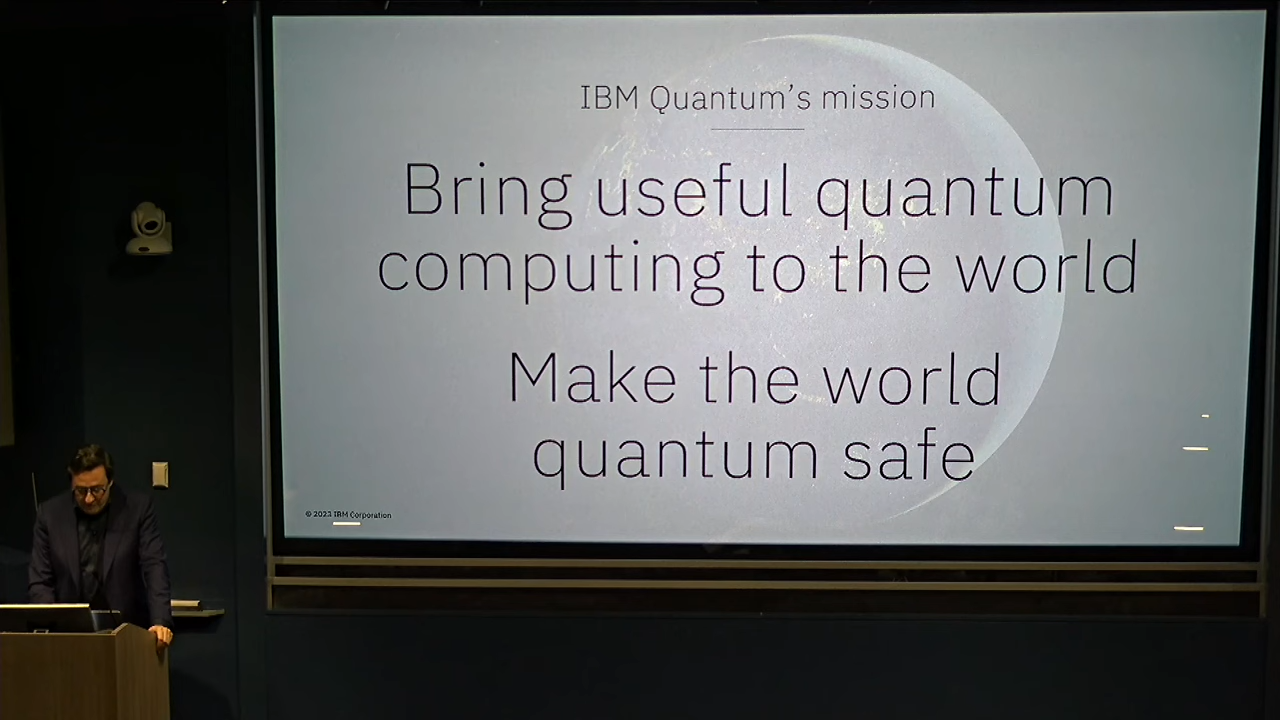 IBM Quantum's mission
Bring useful quantum
computing to the world
Make the world
quantum safe
© 2023 IBM Corporation